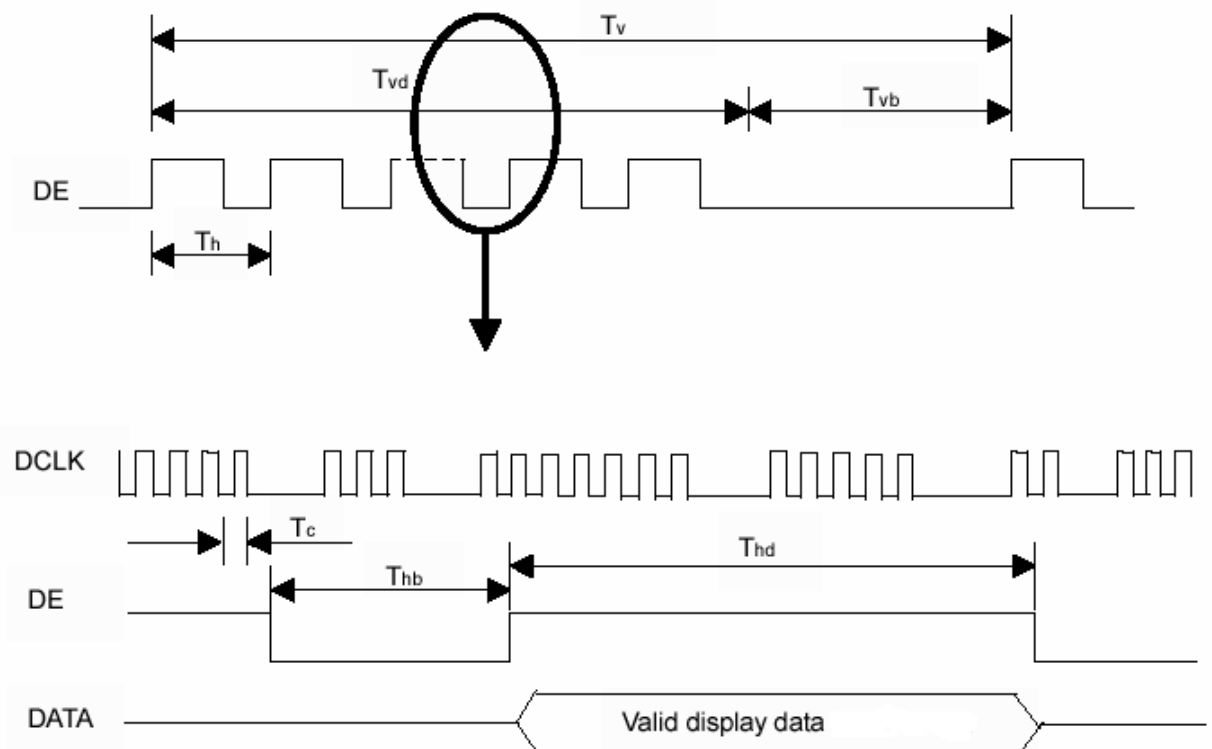 Tv
Tvd
Tvb
DE
Th
DCLK
Tc
Thd
Thb
DE
DATA
Valid display data